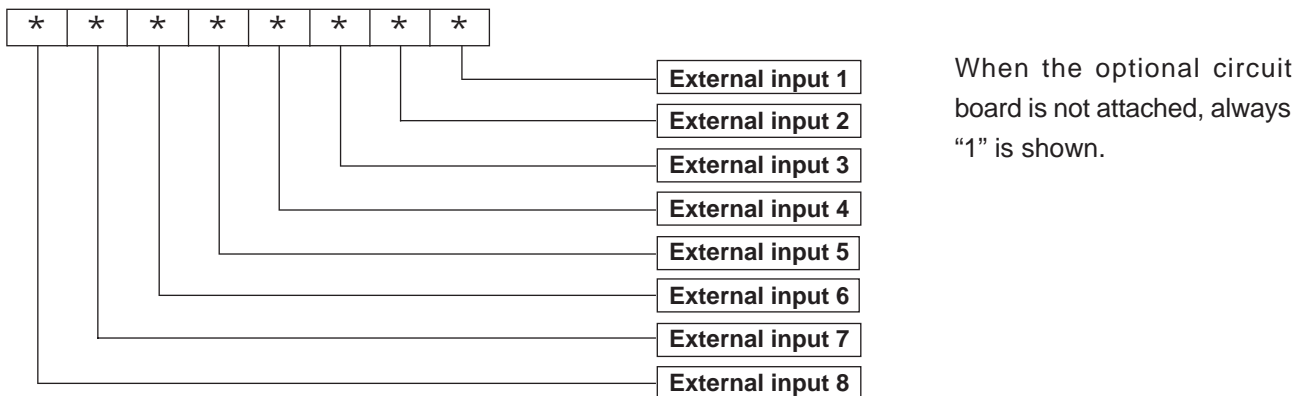 * * * * * * * *
External input 1
External input 2
External input 3
External input 4
External input 5
External input 6
External input 7
External input 8
When the optional circuit
board is not attached, always
“1” is shown.